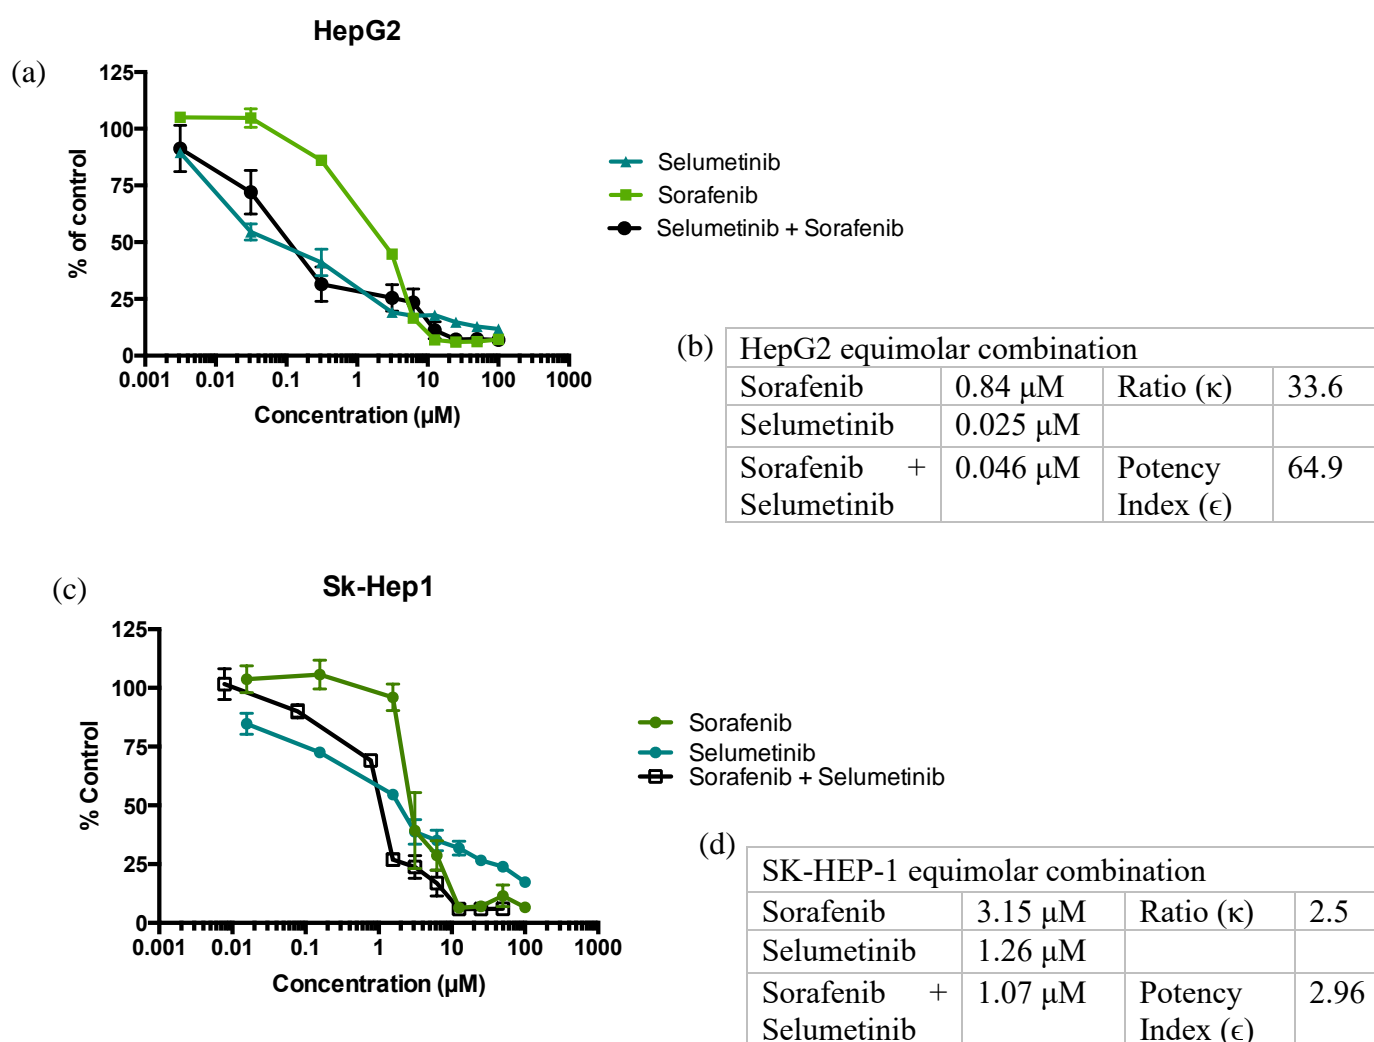 HepG2
(a)
125
100
75
50
25
0
% of control
0.001 0.01 0.1 1 10 100 1000
Concentration (µM)
Selumetinib
Sorafenib
Selumetinib + Sorafenib
(b)
HepG2 equimolar combination
Sorafenib 0.84 µM Ratio (κ) 33.6
Selumetinib 0.025 µM
Sorafenib + 0.046 µM Potency 64.9
Selumetinib Index (ϵ)
(c)
Sk-Hep1
125
100
75
50
25
0
% Control
0.001 0.01 0.1 1 10 100 1000
Concentration (µM)
Sorafenib
Selumetinib
Sorafenib + Selumetinib
(d)
SK-HEP-1 equimolar combination
Sorafenib 3.15 µM Ratio (κ) 2.5
Selumetinib 1.26 µM
Sorafenib + 1.07 µM Potency 2.96
Selumetinib Index (ϵ)